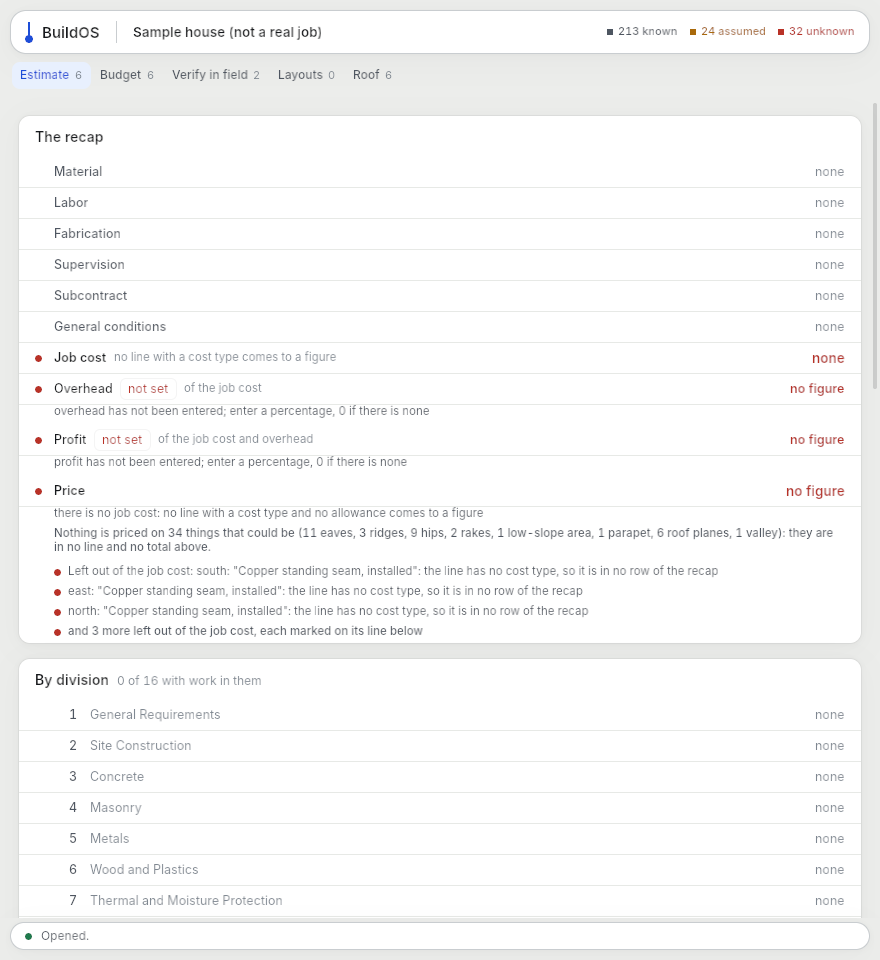 BuildOS
Sample house (not a real job)
213 known
24 assumed
32 unknown
Estimate 6
Budget 6
Verify in field 2
Layouts 0
Roof 6
The recap
Material none
Labor none
Fabrication none
Supervision none
Subcontract none
General conditions none
Job cost no line with a cost type comes to a figure none
Overhead not set of the job cost no figure
overhead has not been entered; enter a percentage, 0 if there is none
Profit not set of the job cost and overhead no figure
profit has not been entered; enter a percentage, 0 if there is none
Price no figure
there is no job cost: no line with a cost type and no allowance comes to a figure
Nothing is priced on 34 things that could be (11 eaves, 3 ridges, 9 hips, 2 rakes, 1 low-slope area, 1 parapet, 6 roof planes, 1 valley): they are
in no line and no total above.
Left out of the job cost: south: "Copper standing seam, installed": the line has no cost type, so it is in no row of the recap
east: "Copper standing seam, installed": the line has no cost type, so it is in no row of the recap
north: "Copper standing seam, installed": the line has no cost type, so it is in no row of the recap
and 3 more left out of the job cost, each marked on its line below
By division 0 of 16 with work in them
1 General Requirements none
2 Site Construction none
3 Concrete none
4 Masonry none
5 Metals none
6 Wood and Plastics none
7 Thermal and Moisture Protection none
Opened.